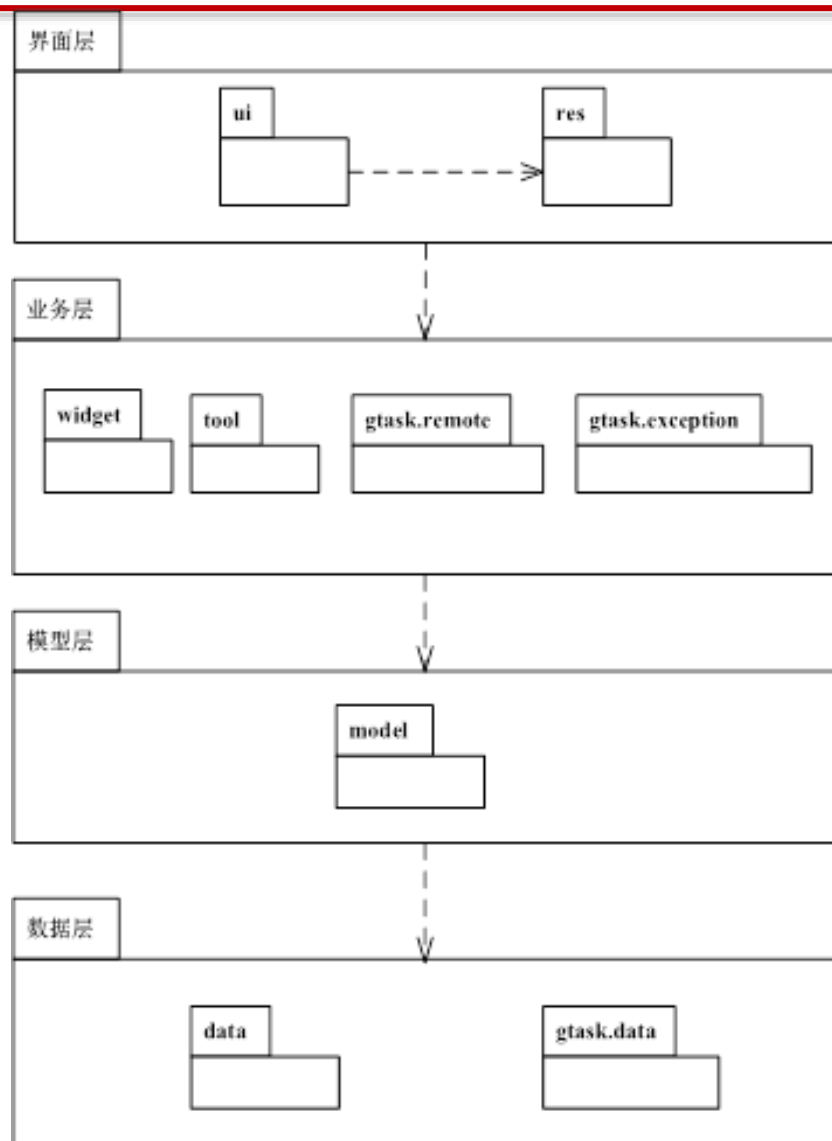 界面层
ui
res
业务层
widget
tool
gtask.remote
gtask.exception
模型层
model
数据层
data
gtask.data